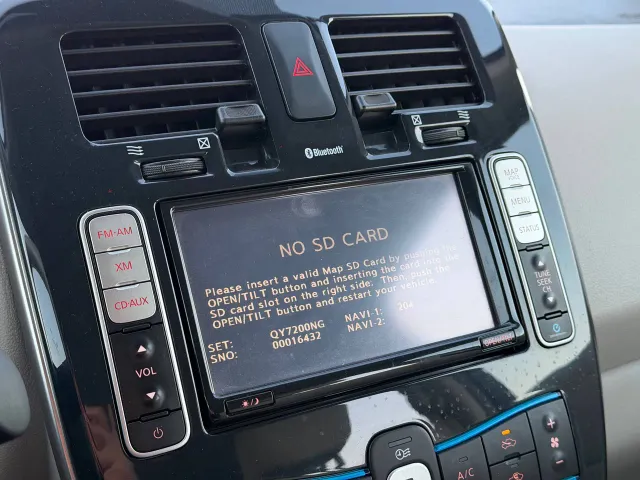 Bluetooth
MAP
VOICE
FM-AM
MENU
XM
STATUS
CD·AUX
TUNE
SEEK
CH
VOL
NO SD CARD
Please insert a valid Map SD Card by pushing the
OPEN/TILT button and inserting the card into the
SD card slot on the right side. Then, push the
OPEN/TILT button and restart your vehicle.
SET: QY7200NG NAVI-1: 204
SNO: 00016432 NAVI-2:
OPEN/TILT
A/C